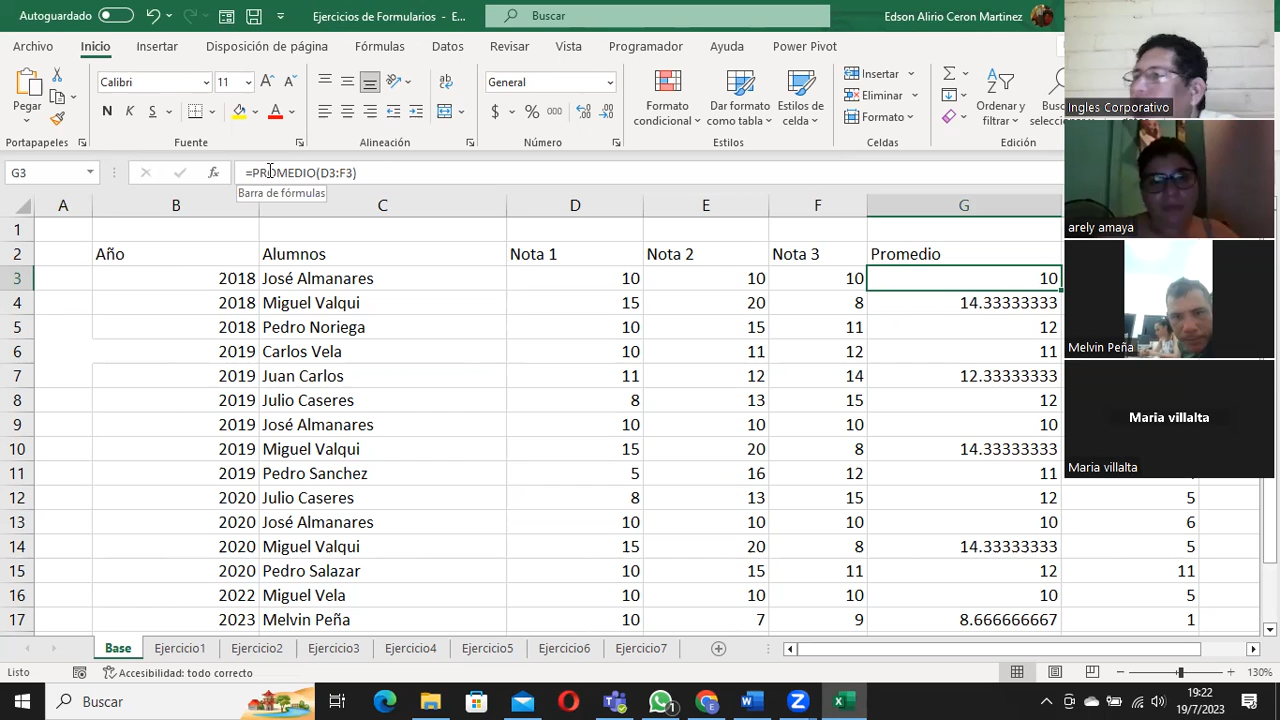 Autoguardado
Ejercicios de Formularios - E...
Buscar
Edson Alirio Ceron Martinez
Archivo Inicio Insertar Disposición de página Fórmulas Datos Revisar Vista Programador Ayuda Power Pivot
Pegar
Calibri 11
N K S
General
$ % 000
Formato condicional
Dar formato como tabla
Estilos de celda
Insertar
Eliminar
Formato
Ordenar y filtrar
Portapapeles Fuente Alineación Número Estilos Celdas Edición
G3 fx =PROMEDIO(D3:F3)
Barra de fórmulas
A B C D E F G
1
2 Año Alumnos Nota 1 Nota 2 Nota 3 Promedio
3 2018 José Almanares 10 10 10 10
4 2018 Miguel Valqui 15 20 8 14.33333333
5 2018 Pedro Noriega 10 15 11 12
6 2019 Carlos Vela 10 11 12 11
7 2019 Juan Carlos 11 12 14 12.33333333
8 2019 Julio Caseres 8 13 15 12
9 2019 José Almanares 10 10 10 10
10 2019 Miguel Valqui 15 20 8 14.33333333
11 2019 Pedro Sanchez 5 16 12 11
12 2020 Julio Caseres 8 13 15 12 5
13 2020 José Almanares 10 10 10 10 6
14 2020 Miguel Valqui 15 20 8 14.33333333 5
15 2020 Pedro Salazar 10 15 11 12 11
16 2022 Miguel Vela 10 10 10 10 5
17 2023 Melvin Peña 10 7 9 8.666666667 1
Ingles Corporativo
arely amaya
Melvin Peña
Maria villalta
Maria villalta
Base Ejercicio1 Ejercicio2 Ejercicio3 Ejercicio4 Ejercicio5 Ejercicio6 Ejercicio7
Listo
Accesibilidad: todo correcto
130%
Buscar
19:22
19/7/2023